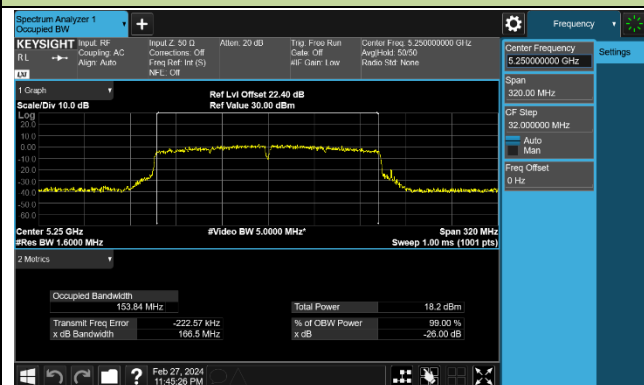 Spectrum Analyzer 1
Occupied BW
+
Frequency
KEYSIGHT Input: RF
RL
Coupling: AC
Align: Auto
LXI
Input Z: 50 Ω
Corrections: Off
Freq Ref: Int (S)
NFE: Off
Atten: 20 dB
Trig: Free Run
Gate: Off
#IF Gain: Low
Center Freq: 5.250000000 GHz
Avg|Hold: 50/50
Radio Std: None
Center Frequency
5.250000000 GHz
Settings
Span
320.00 MHz
CF Step
32.000000 MHz
Auto
Man
Freq Offset
0 Hz
1 Graph
Scale/Div 10.0 dB
Ref Lvl Offset 22.40 dB
Ref Value 30.00 dBm
Log
20.0
10.0
0.00
-10.0
-20.0
-30.0
-40.0
-50.0
-60.0
Center 5.25 GHz
#Res BW 1.6000 MHz
#Video BW 5.0000 MHz*
Span 320 MHz
Sweep 1.00 ms (1001 pts)
2 Metrics
Occupied Bandwidth
153.84 MHz
Total Power 18.2 dBm
Transmit Freq Error -222.57 kHz
% of OBW Power 99.00 %
x dB Bandwidth 166.5 MHz
x dB -26.00 dB
?
Feb 27, 2024
11:45:26 PM